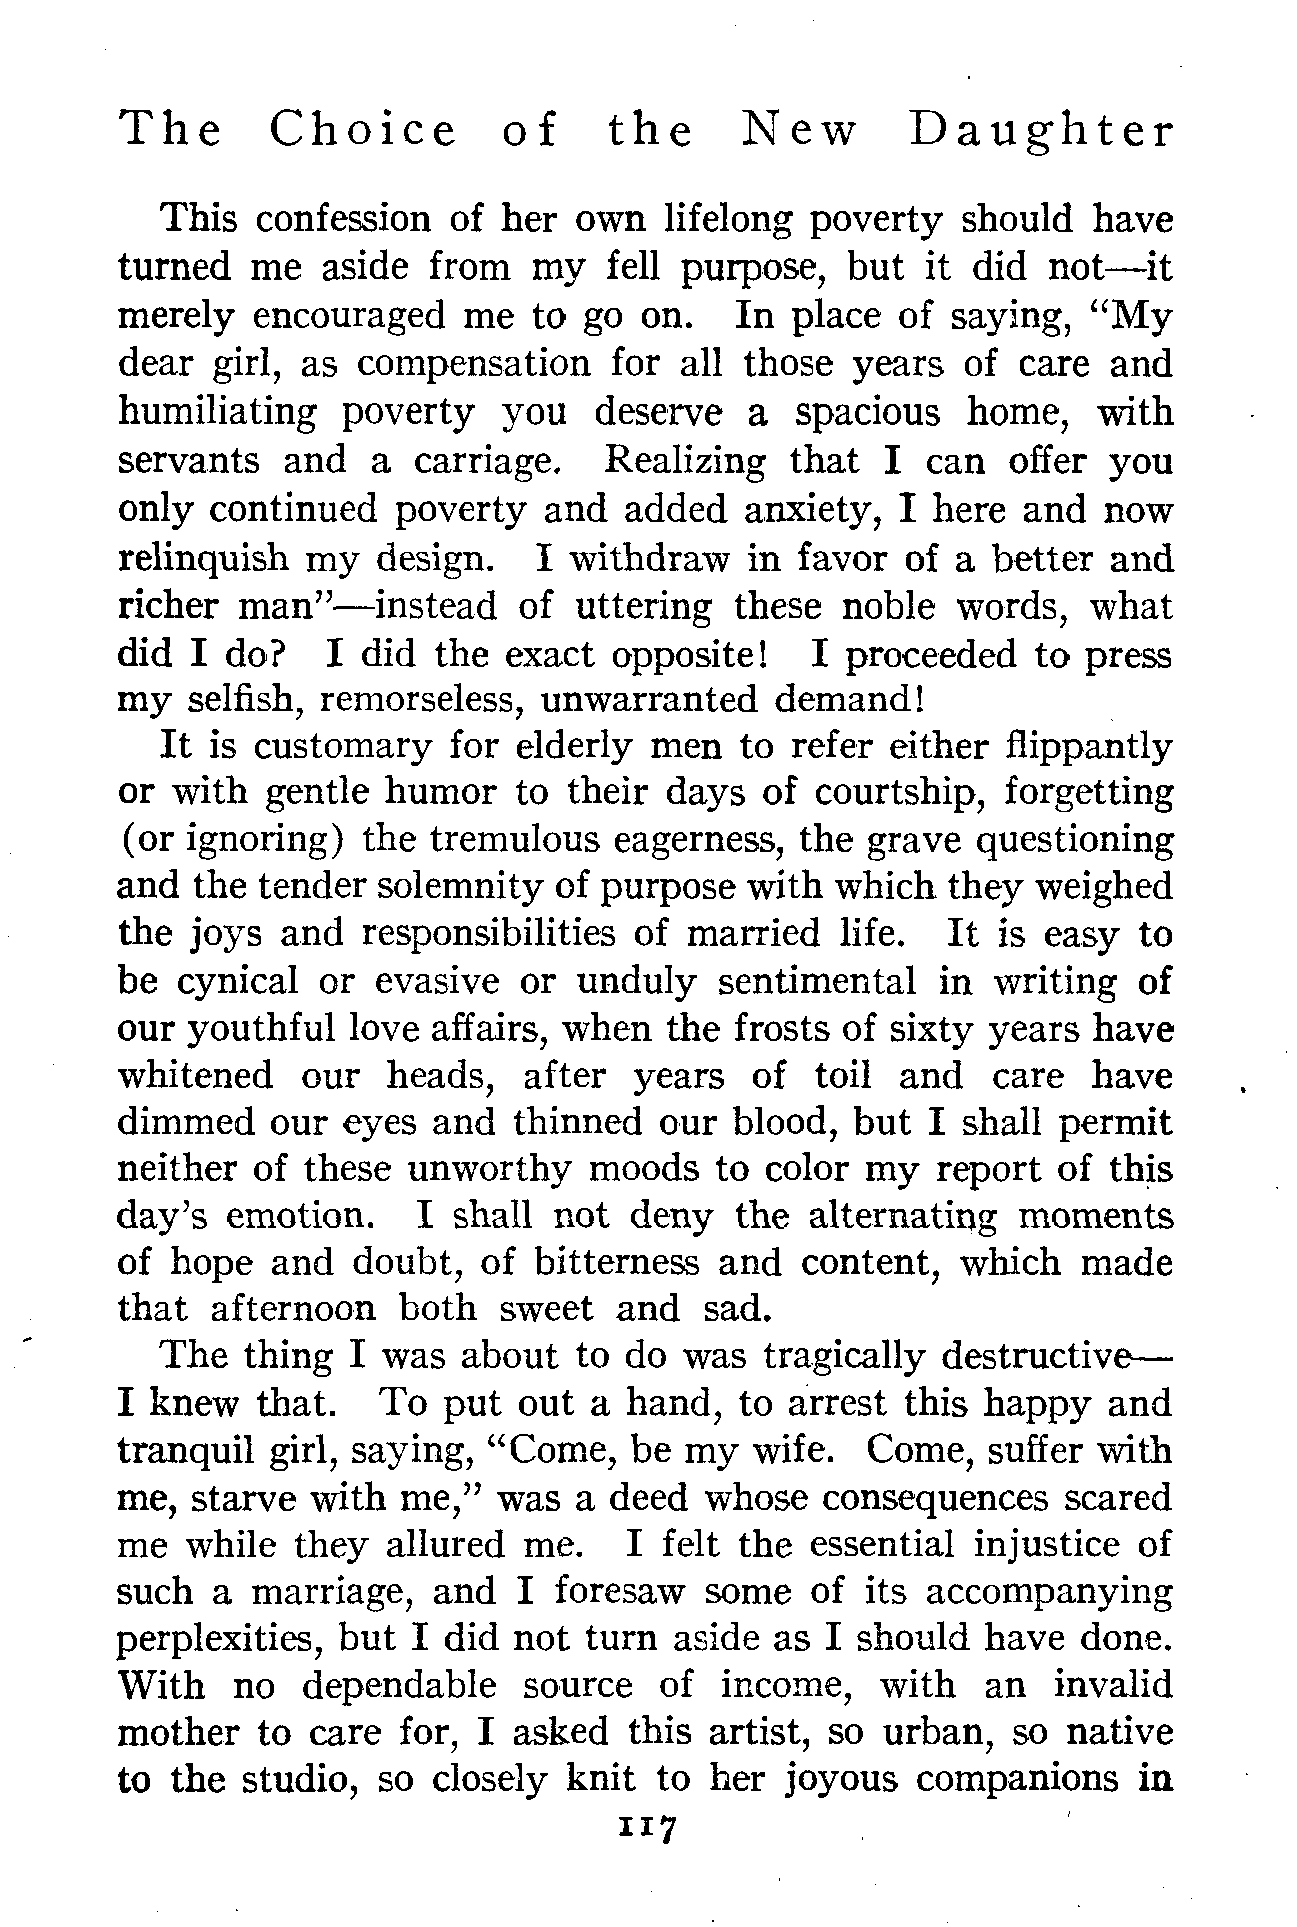 The Choice of the New Daughter
This confession of her own lifelong poverty should have
turned me aside from my fell purpose, but it did not—it
merely encouraged me to go on. In place of saying, “My
dear girl, as compensation for all those years of care and
humiliating poverty you deserve a spacious home, with
servants and a carriage. Realizing that I can offer you
only continued poverty and added anxiety, I here and now
relinquish my design. I withdraw in favor of a better and
richer man”—instead of uttering these noble words, what
did I do? I did the exact opposite! I proceeded to press
my selfish, remorseless, unwarranted demand!
It is customary for elderly men to refer either flippantly
or with gentle humor to their days of courtship, forgetting
(or ignoring) the tremulous eagerness, the grave questioning
and the tender solemnity of purpose with which they weighed
the joys and responsibilities of married life. It is easy to
be cynical or evasive or unduly sentimental in writing of
our youthful love affairs, when the frosts of sixty years have
whitened our heads, after years of toil and care have
dimmed our eyes and thinned our blood, but I shall permit
neither of these unworthy moods to color my report of this
day’s emotion. I shall not deny the alternating moments
of hope and doubt, of bitterness and content, which made
that afternoon both sweet and sad.
The thing I was about to do was tragically destructive—
I knew that. To put out a hand, to arrest this happy and
tranquil girl, saying, “Come, be my wife. Come, suffer with
me, starve with me,” was a deed whose consequences scared
me while they allured me. I felt the essential injustice of
such a marriage, and I foresaw some of its accompanying
perplexities, but I did not turn aside as I should have done.
With no dependable source of income, with an invalid
mother to care for, I asked this artist, so urban, so native
to the studio, so closely knit to her joyous companions in
117